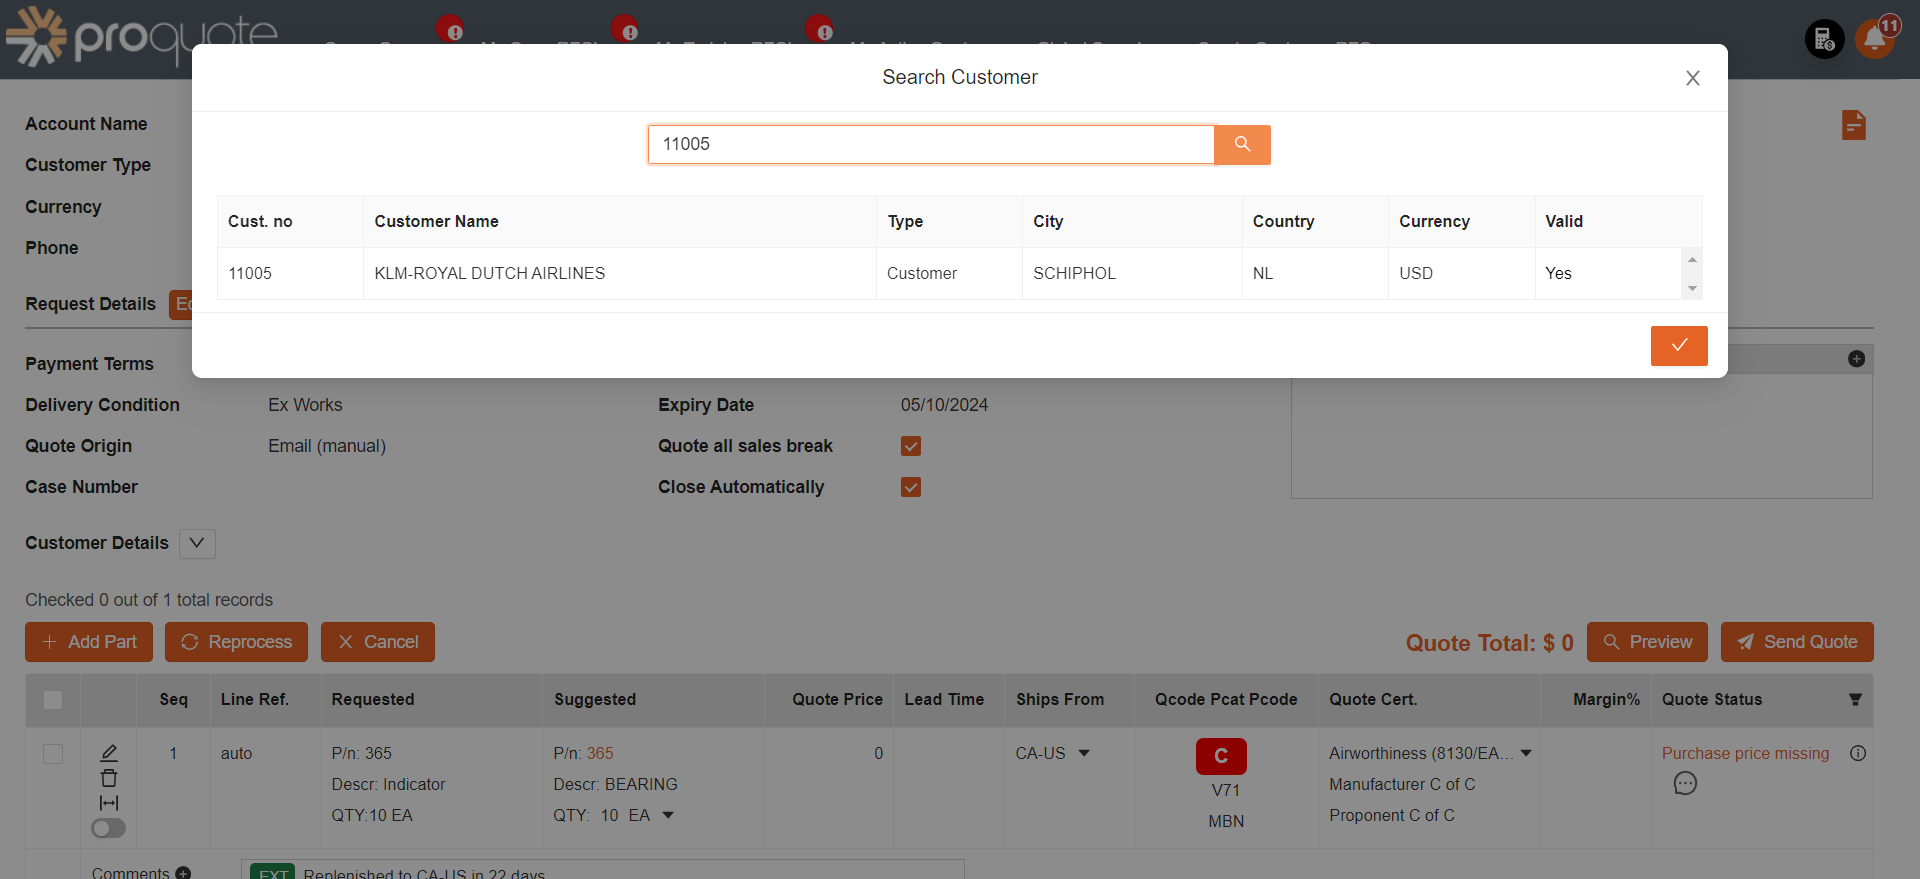 proquote
11
Search Customer
11005
Cust. no Customer Name Type City Country Currency Valid
11005 KLM-ROYAL DUTCH AIRLINES Customer SCHIPHOL NL USD Yes
Account Name
Customer Type
Currency
Phone
Request Details
Payment Terms
Delivery Condition Ex Works Expiry Date 05/10/2024
Quote Origin Email (manual) Quote all sales break
Case Number Close Automatically
Customer Details
Checked 0 out of 1 total records
Add Part Reprocess Cancel Quote Total: $ 0 Preview Send Quote
Seq Line Ref. Requested Suggested Quote Price Lead Time Ships From Qcode Pcat Pcode Quote Cert. Margin% Quote Status
1 auto P/n: 365 P/n: 365 0 CA-US C Airworthiness (8130/EA... Purchase price missing
Descr: Indicator Descr: BEARING V71 Manufacturer C of C
QTY:10 EA QTY: 10 EA MBN Proponent C of C
Comments EXT Replenished to CA-US in 22 days